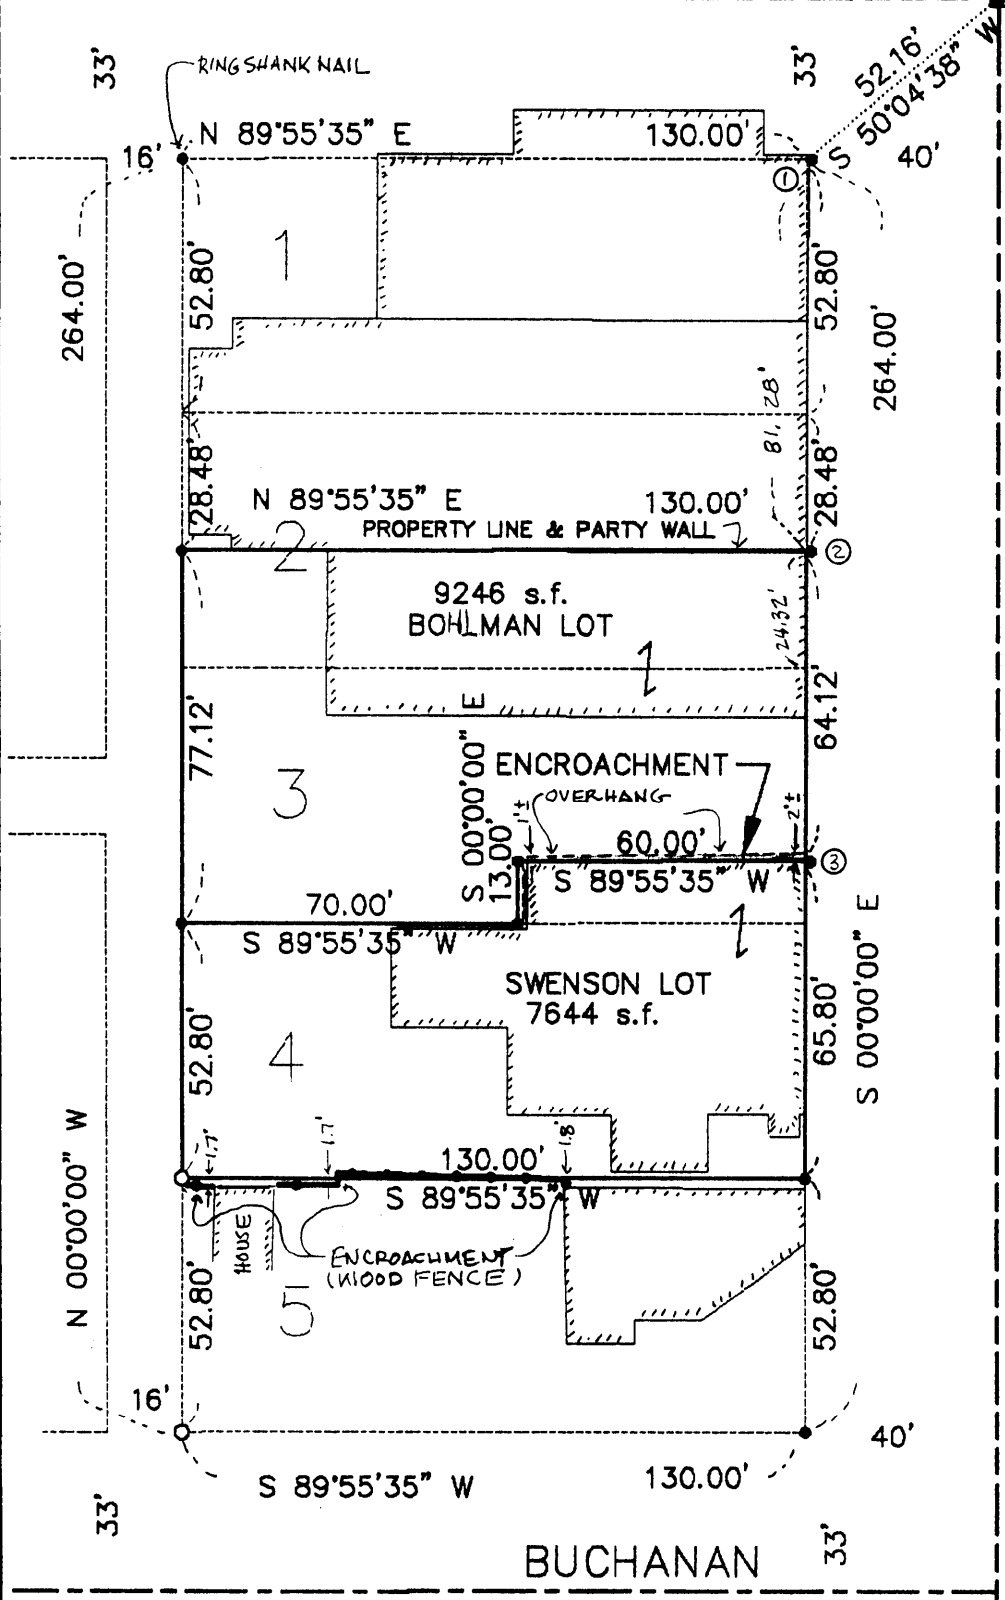 33'
RING SHANK NAIL
33'
52.16'
S 50°04'38" W
N 89°55'35" E
130.00'
16'
40'
1
1
264.00'
52.80'
52.80'
264.00'
81.28'
28.48'
28.48'
N 89°55'35" E
130.00'
PROPERTY LINE & PARTY WALL
2
2
9246 s.f.
BOHLMAN LOT
24.32'
77.12'
64.12'
3
S 00°00'00" E
ENCROACHMENT
OVERHANG
1"±
2"±
13.00'
60.00'
3
S 89°55'35" W
70.00'
S 89°55'35" W
SWENSON LOT
7644 s.f.
52.80'
65.80'
S 00°00'00" E
4
N 00°00'00" W
1.7'
1.7'
1.8'
130.00'
S 89°55'35" W
HOUSE
ENCROACHMENT
(WOOD FENCE)
52.80'
5
52.80'
16'
40'
S 89°55'35" W
130.00'
33'
33'
BUCHANAN